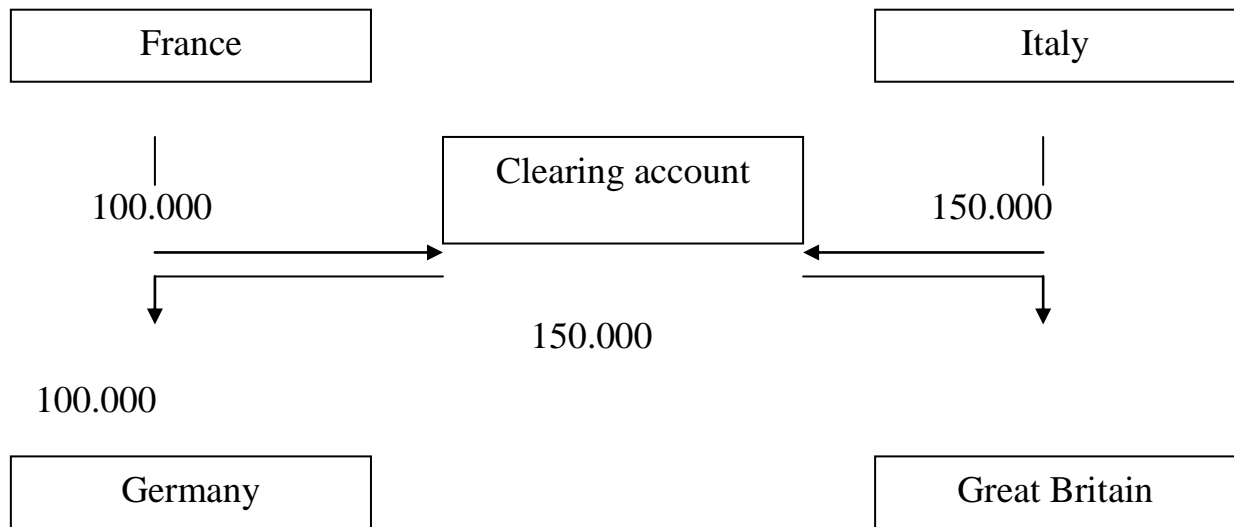 France
Italy
Clearing account
100.000
150.000
150.000
100.000
Germany
Great Britain